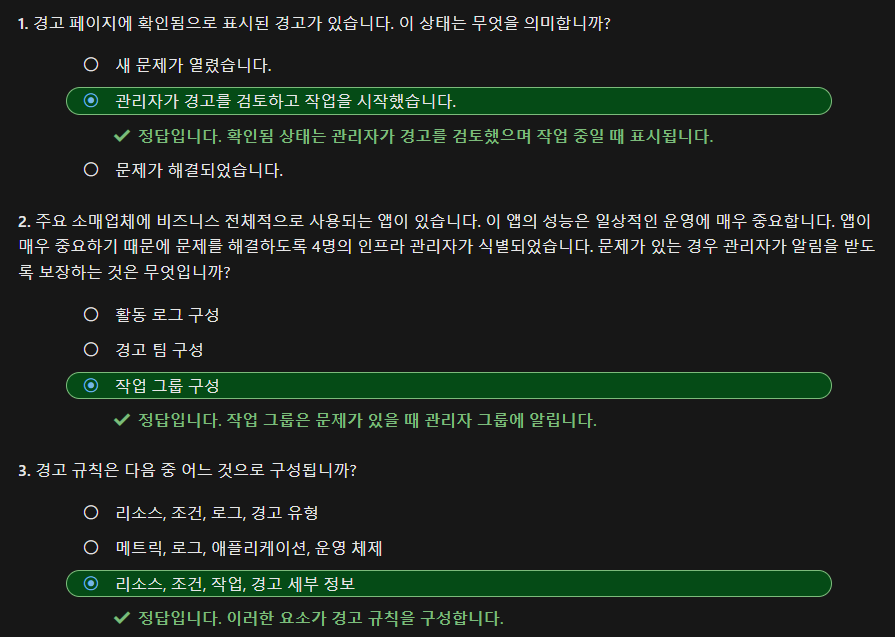 1. 경고 페이지에 확인됨으로 표시된 경고가 있습니다. 이 상태는 무엇을 의미합니까?
새 문제가 열렸습니다.
관리자가 경고를 검토하고 작업을 시작했습니다.
정답입니다. 확인됨 상태는 관리자가 경고를 검토했으며 작업 중일 때 표시됩니다.
문제가 해결되었습니다.
2. 주요 소매업체에 비즈니스 전체적으로 사용되는 앱이 있습니다. 이 앱의 성능은 일상적인 운영에 매우 중요합니다. 앱이
매우 중요하기 때문에 문제를 해결하도록 4명의 인프라 관리자가 식별되었습니다. 문제가 있는 경우 관리자가 알림을 받도
록 보장하는 것은 무엇입니까?
활동 로그 구성
경고 팀 구성
작업 그룹 구성
정답입니다. 작업 그룹은 문제가 있을 때 관리자 그룹에 알립니다.
3. 경고 규칙은 다음 중 어느 것으로 구성됩니까?
리소스, 조건, 로그, 경고 유형
메트릭, 로그, 애플리케이션, 운영 체제
리소스, 조건, 작업, 경고 세부 정보
정답입니다. 이러한 요소가 경고 규칙을 구성합니다.